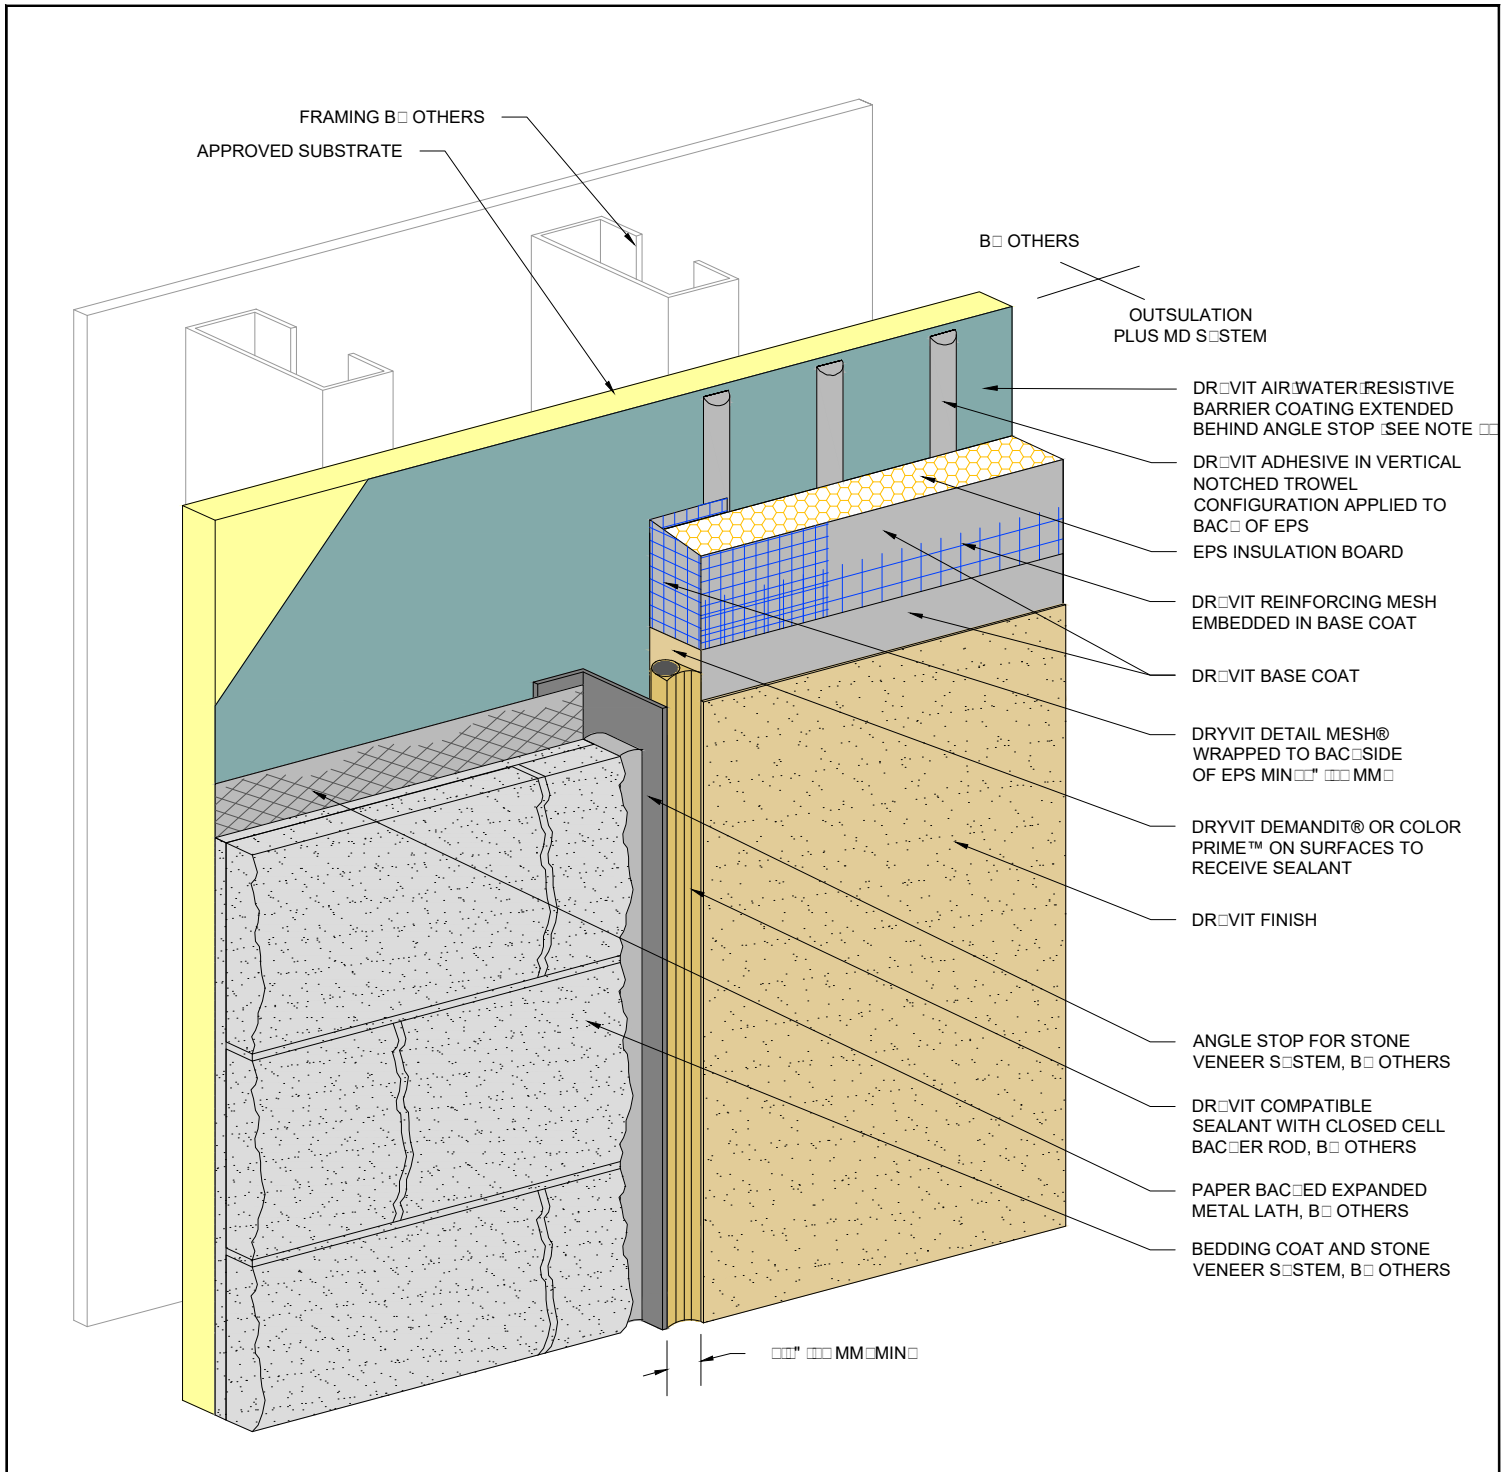 FRAMING B□ OTHERS
APPROVED SUBSTRATE
B□ OTHERS
OUTSULATION
PLUS MD S□STEM
DR□VIT AIR□WATER□RESISTIVE
BARRIER COATING EXTENDED
BEHIND ANGLE STOP □SEE NOTE □□
DR□VIT ADHESIVE IN VERTICAL
NOTCHED TROWEL
CONFIGURATION APPLIED TO
BAC□ OF EPS
EPS INSULATION BOARD
DR□VIT REINFORCING MESH
EMBEDDED IN BASE COAT
DR□VIT BASE COAT
DRYVIT DETAIL MESH®
WRAPPED TO BAC□SIDE
OF EPS MIN□□" □□□ MM□
DRYVIT DEMANDIT® OR COLOR
PRIME™ ON SURFACES TO
RECEIVE SEALANT
DR□VIT FINISH
ANGLE STOP FOR STONE
VENEER S□STEM, B□ OTHERS
DR□VIT COMPATIBLE
SEALANT WITH CLOSED CELL
BAC□ER ROD, B□ OTHERS
PAPER BAC□ED EXPANDED
METAL LATH, B□ OTHERS
BEDDING COAT AND STONE
VENEER S□STEM, B□ OTHERS
□□□" □□□ MM□MIN□